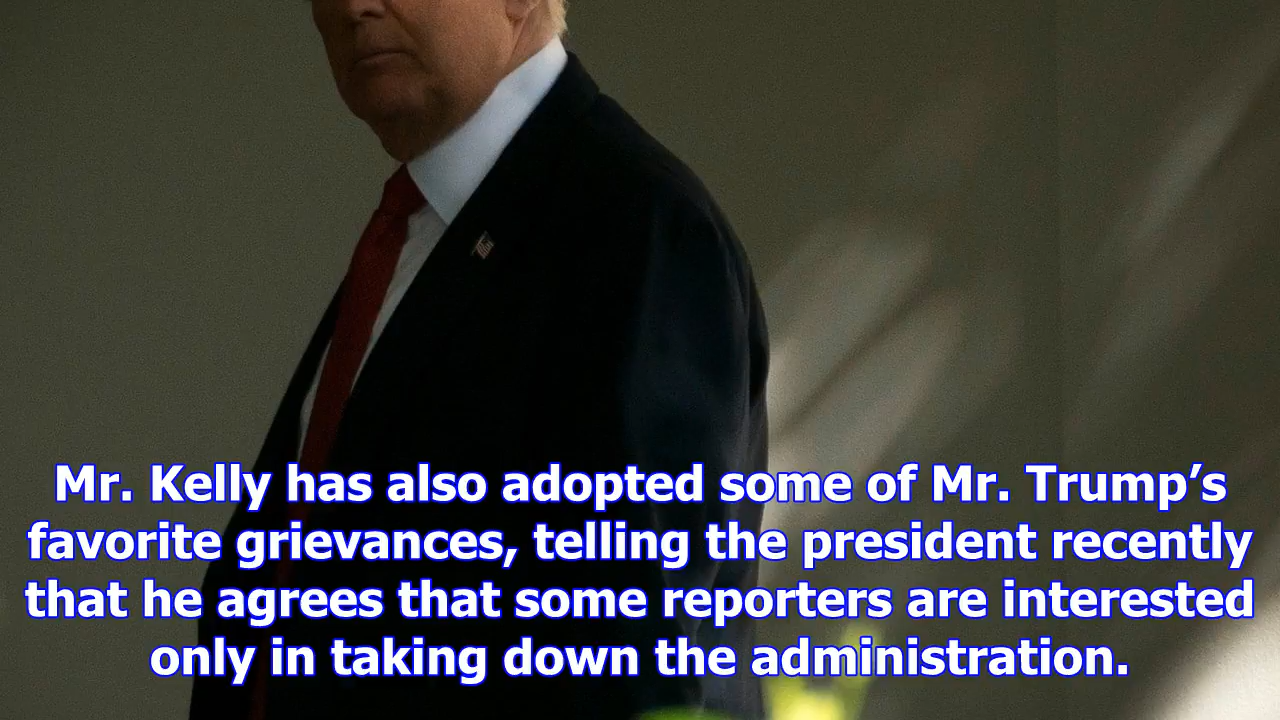 Mr. Kelly has also adopted some of Mr. Trump’s
favorite grievances, telling the president recently
that he agrees that some reporters are interested
only in taking down the administration.